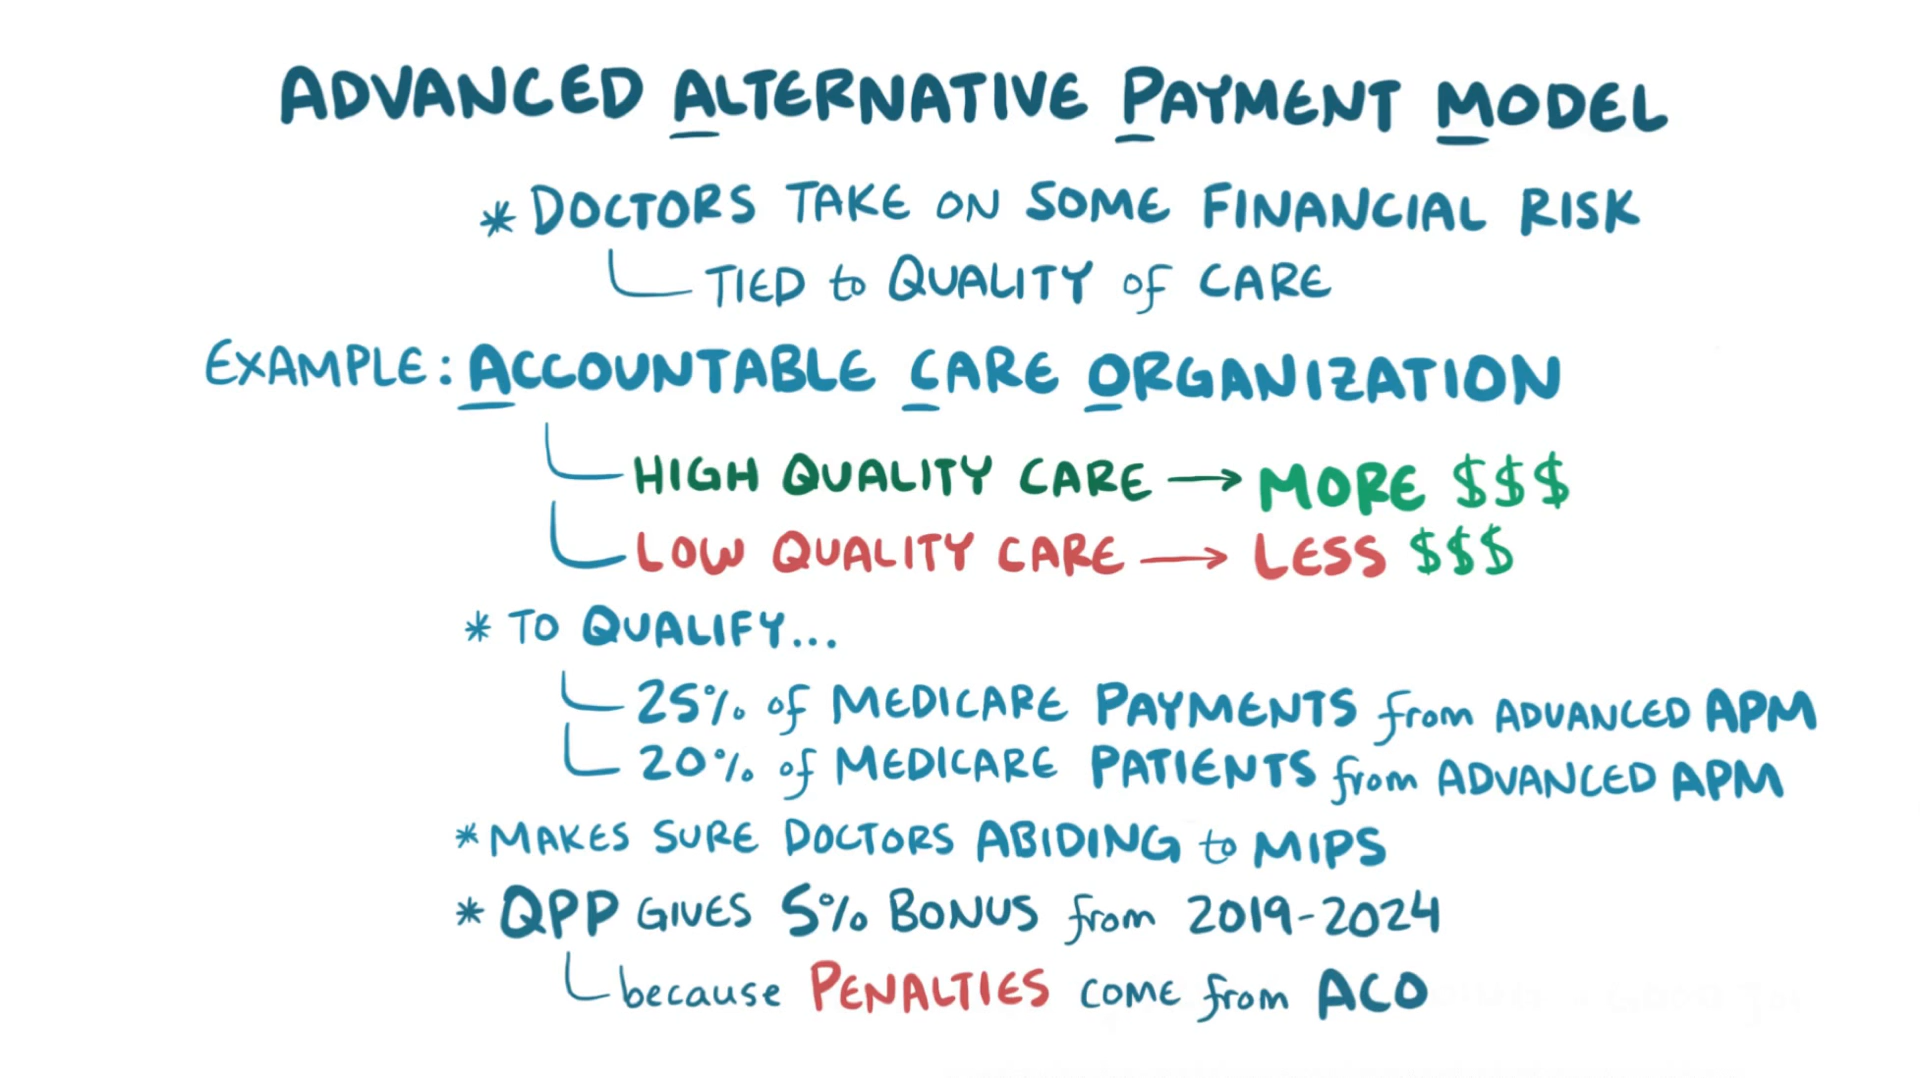 ADVANCED ALTERNATIVE PAYMENT MODEL
* DOCTORS TAKE ON SOME FINANCIAL RISK
TIED to QUALITY of CARE
EXAMPLE: ACCOUNTABLE CARE ORGANIZATION
HIGH QUALITY CARE → MORE $$$
LOW QUALITY CARE → LESS $$$
* TO QUALIFY...
25% of MEDICARE PAYMENTS from ADVANCED APM
20% of MEDICARE PATIENTS from ADVANCED APM
* MAKES SURE DOCTORS ABIDING to MIPS
* QPP GIVES 5% BONUS from 2019-2024
because PENALTIES COME from ACO